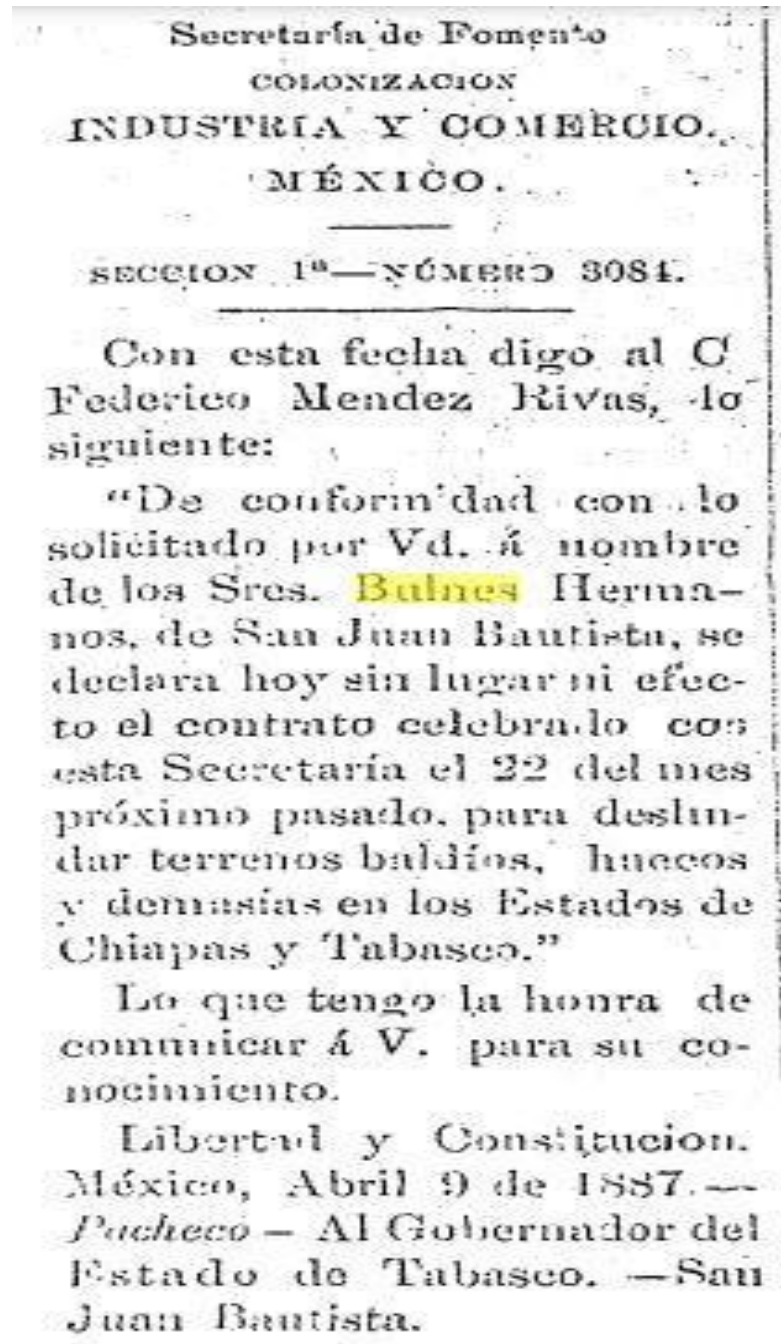 Secretaría de Fomento
COLONIZACION
INDUSTRIA Y COMERCIO.
MÉXICO.
SECCION 1ª—NÚMERO 3084.
Con esta fecha digo al C
Federico Mendez Rivas, lo
siguiente:
“De conformidad con lo
solicitado por Vd. á nombre
de los Sres. Bulnes Herma-
nos, de San Juan Bautista, se
declara hoy sin lugar ni efec-
to el contrato celebrado con
esta Secretaría el 22 del mes
próximo pasado, para deslin-
dar terrenos baldíos, huecos
y demasías en los Estados de
Chiapas y Tabasco.”
Lo que tengo la honra de
comunicar á V. para su co-
nocimiento.
Libertad y Constitucion.
México, Abril 9 de 1887.—
Pacheco – Al Gobernador del
Estado de Tabasco. —San
Juan Bautista.